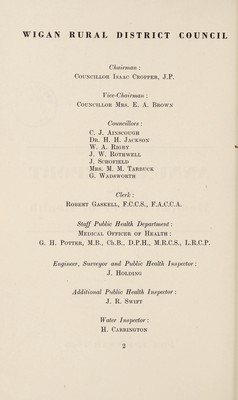 WIGAN RURAL DISTRICT COUNCIL
Chairman :
Councillor Isaac Cropper, J.P.
Vice-Chairman :
Councillor Mrs. E. A. Brown
Councillors :
C. J. Ainscough
Dr. H. H. Jackson
W. A. Rigby
J. W. Rothwell
J. Schofield
Mrs. M. M. Tarbuck
G. Wadsworth
Clerk :
Robert Gaskell, F.C.C.S., F.A.C.C.A.
Staff Public Health Department :
Medical Officer of Health :
G. H. Potter, M.B., Ch.B., D.P.H., M.R.C.S., L.R.C.P.
Engineer, Surveyor and Public Health Inspector :
J. Holding
Additional Public Health Inspector :
J. R. Swift
Water Inspector :
H. Carrington
2